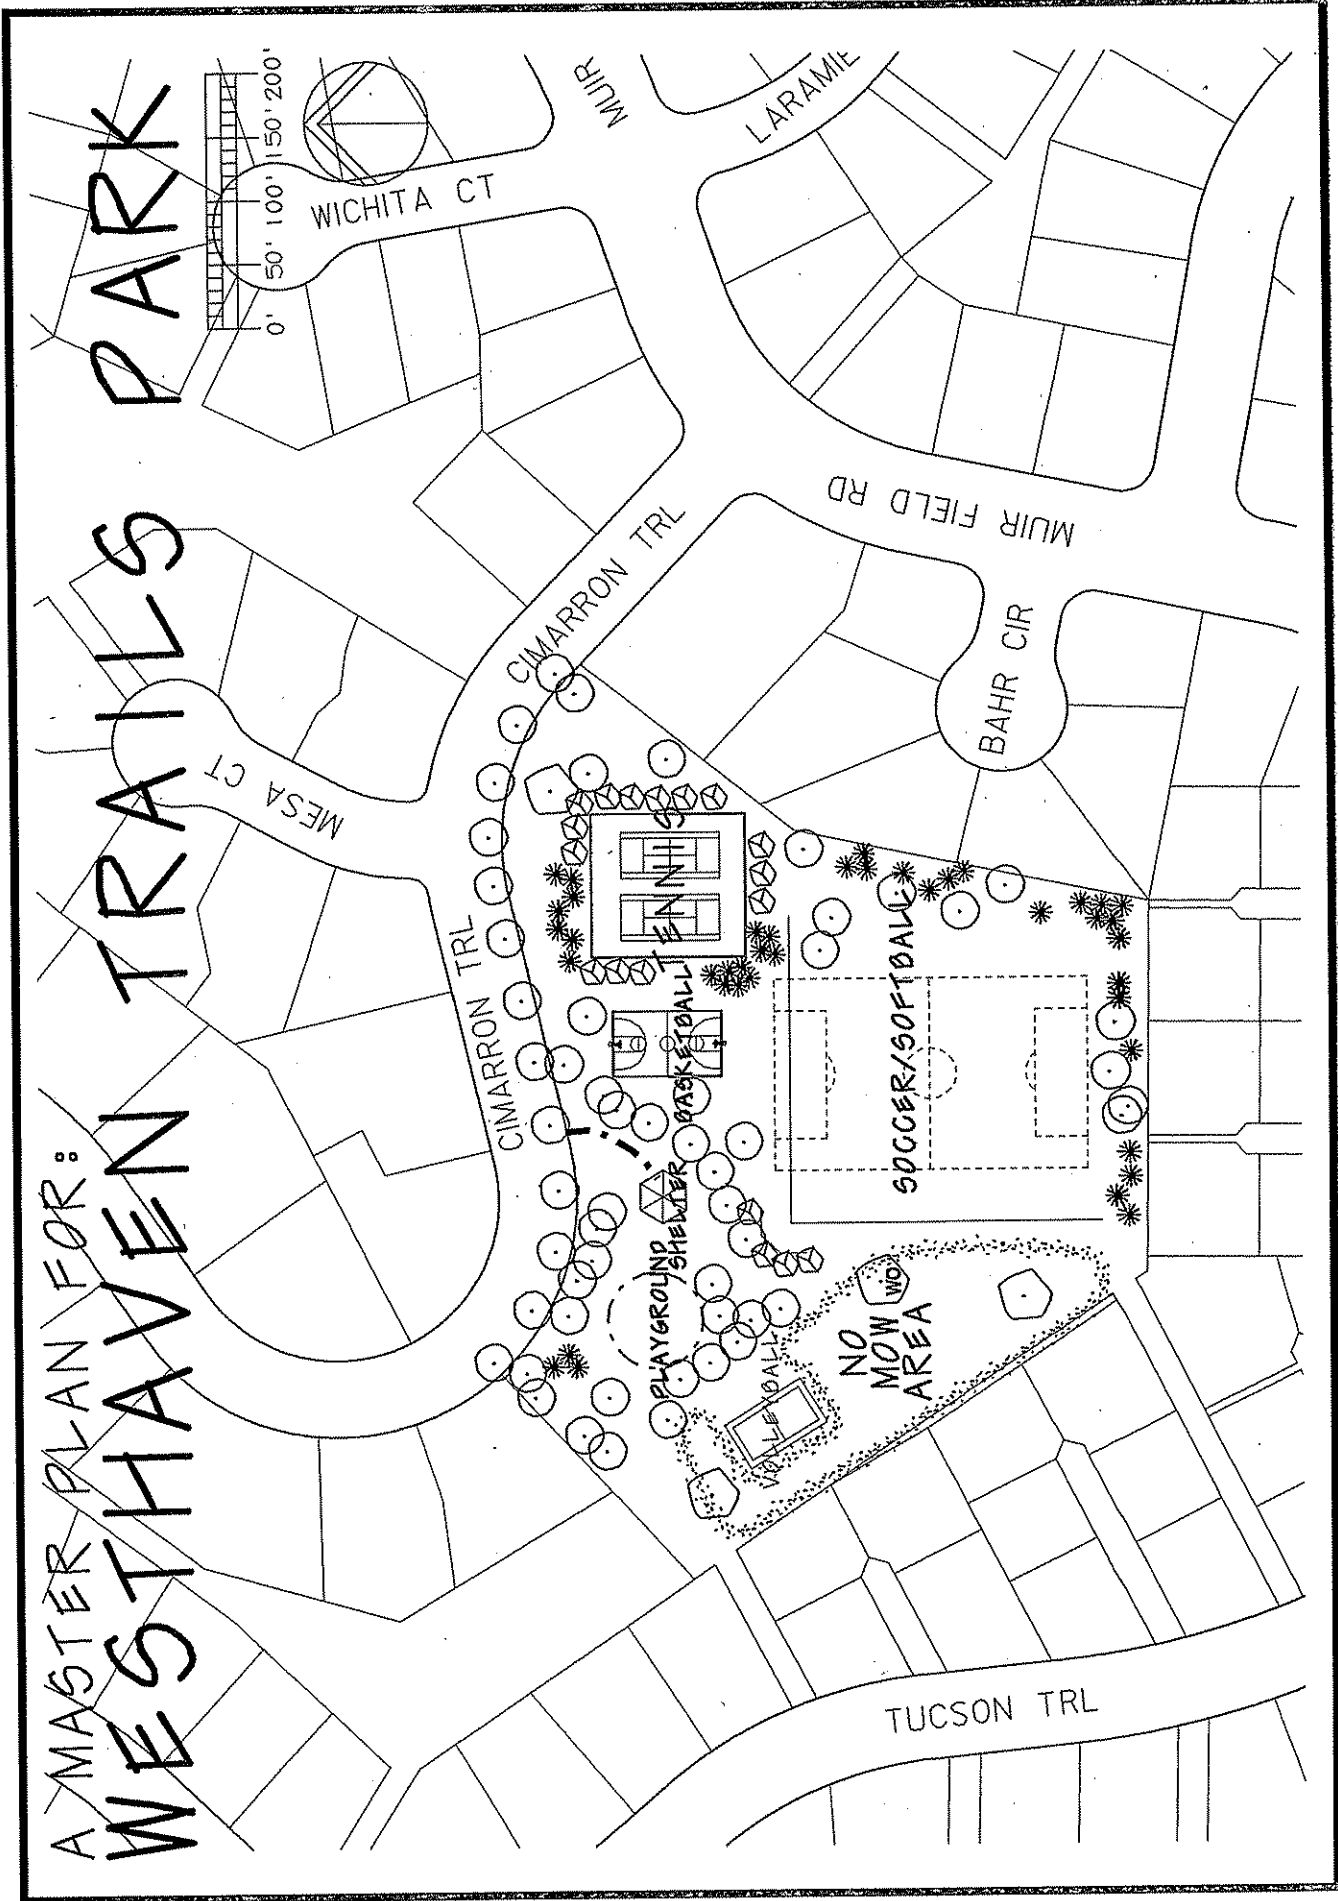 A MASTER PLAN FOR:
WESTHAVEN TRAILS PARK
0' 50' 100' 150' 200'
WICHITA CT
MUIR
LARAMIE
MESA CT
CIMARRON TRL
CIMARRON TRL
MUIR FIELD RD
BAHR CIR
TENNIS
BASKETBALL
SHELTER
PLAYGROUND
VOLLEYBALL
SOCCER/SOFTBALL
NO
MOW
AREA
WO
TUCSON TRL